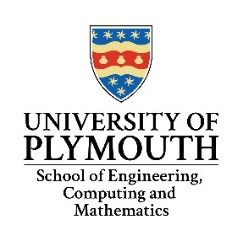 UNIVERSITY OF
PLYMOUTH
School of Engineering,
Computing and
Mathematics